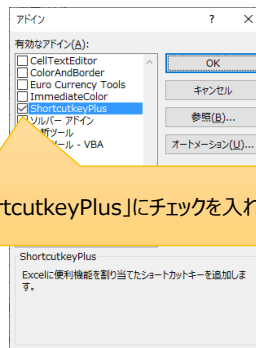 アドイン ? ×
有効なアドイン(A):
CellTextEditor
ColorAndBorder
Euro Currency Tools
ImmediateColor
ShortcutkeyPlus
ソルバー アドイン
ツール
ール - VBA
OK
キャンセル
参照(B)...
オートメーション(U)...
rtcutkeyPlus」にチェックを入れ
ShortcutkeyPlus
Excelに便利機能を割り当てたショートカットキーを追加しま
す。